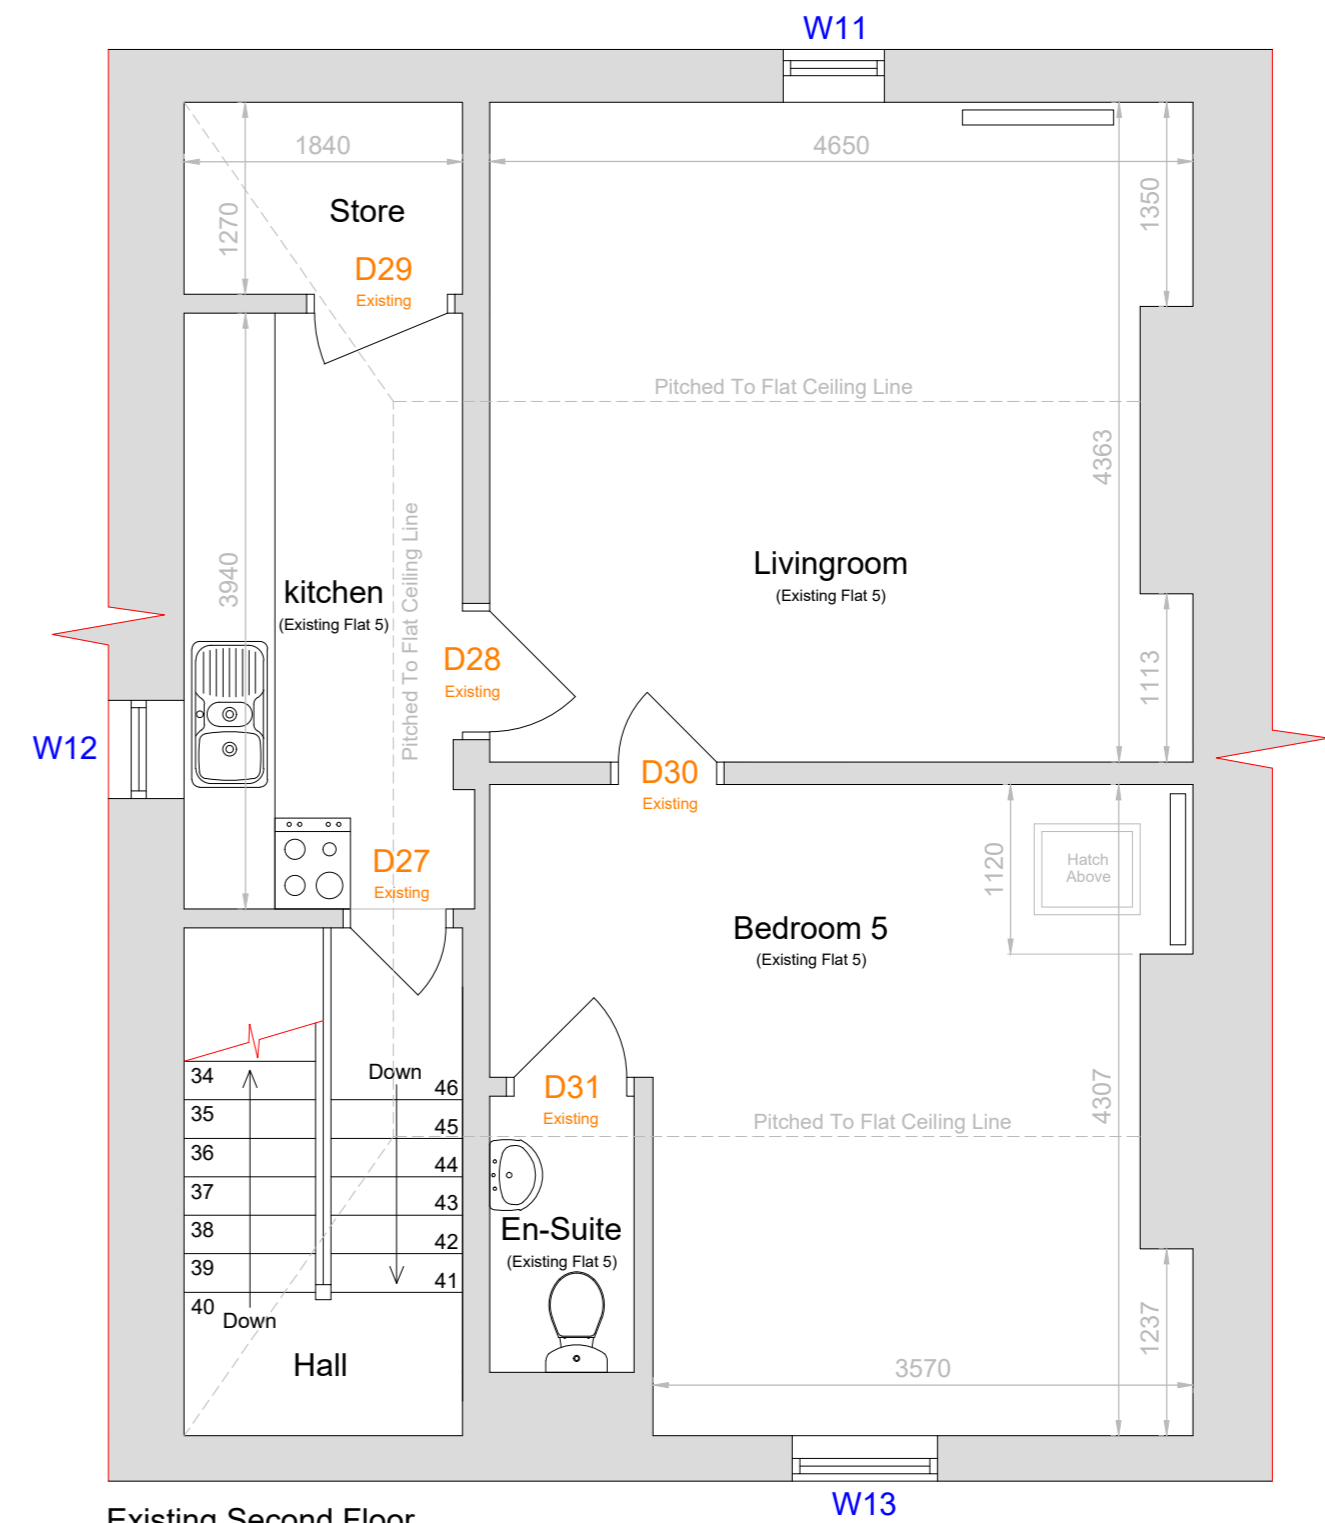 W11
1840
4650
1270
1350
Store
D29
Existing
Pitched To Flat Ceiling Line
4363
Pitched To Flat Ceiling Line
3940
kitchen
(Existing Flat 5)
Livingroom
(Existing Flat 5)
D28
Existing
1113
W12
D30
Existing
D27
Existing
1120
Hatch
Above
Bedroom 5
(Existing Flat 5)
34
Down
46
D31
Existing
4307
35
45
Pitched To Flat Ceiling Line
36
44
37
43
38
42
39
41
40
Down
En-Suite
(Existing Flat 5)
1237
Hall
3570
W13
Existing Second Floor